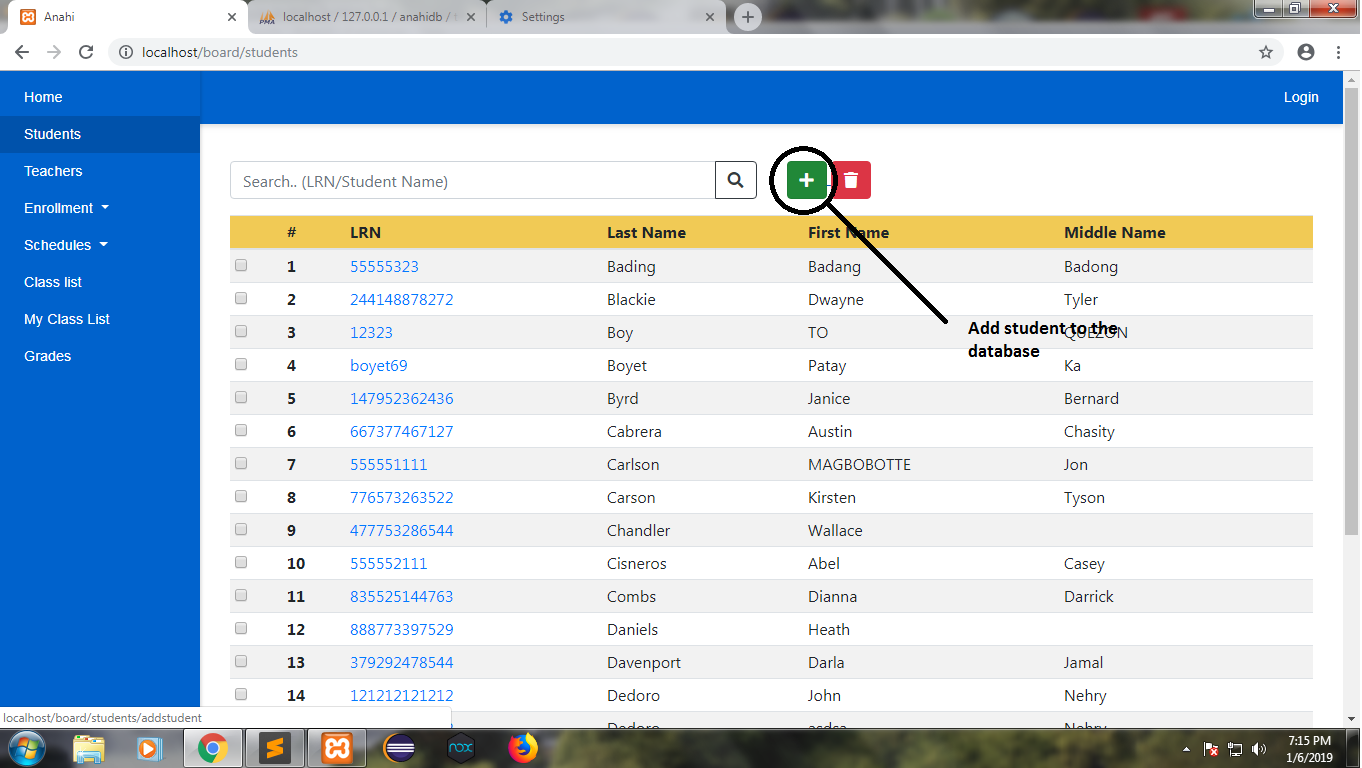 Anahi
localhost / 127.0.0.1 / anahidb / t
Settings
localhost/board/students
Home
Login
Students
Teachers
Enrollment
Schedules
Class list
My Class List
Grades
Search.. (LRN/Student Name)
# LRN Last Name First Name Middle Name
1 55555323 Bading Badang Badong
2 244148878272 Blackie Dwayne Tyler
3 12323 Boy TO QUEZON
4 boyet69 Boyet Patay Ka
5 147952362436 Byrd Janice Bernard
6 667377467127 Cabrera Austin Chasity
7 555551111 Carlson MAGBOBOTTE Jon
8 776573263522 Carson Kirsten Tyson
9 477753286544 Chandler Wallace
10 555552111 Cisneros Abel Casey
11 835525144763 Combs Dianna Darrick
12 888773397529 Daniels Heath
13 379292478544 Davenport Darla Jamal
14 121212121212 Dedoro John Nehry
Add student to the
database
localhost/board/students/addstudent
nox
7:15 PM
1/6/2019